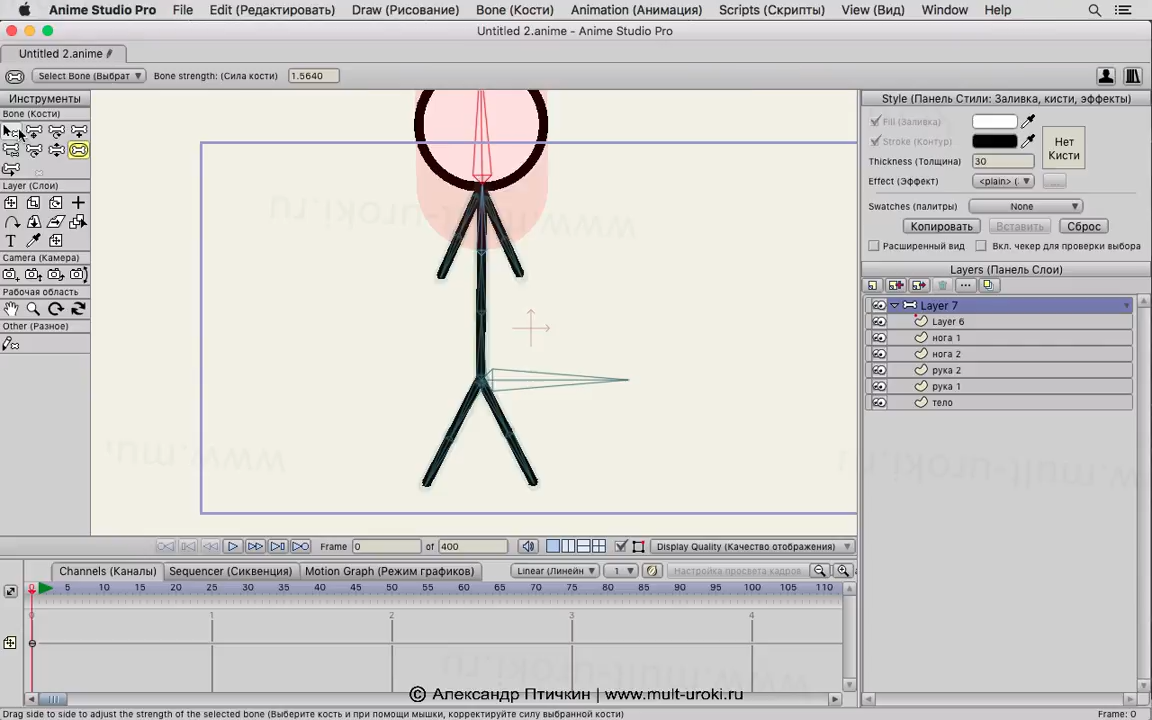 Anime Studio Pro File Edit (Редактировать) Draw (Рисование) Bone (Кости) Animation (Анимация) Scripts (Скрипты) View (Вид) Window Help
Untitled 2.anime - Anime Studio Pro
Untitled 2.anime
Select Bone (Выбрат Bone strength: (Сила кости) 1.5640
Инструменты
Bone (Кости)
Layer (Слои)
Camera (Камера)
Рабочая область
Other (Разное)
Style (Панель Стили: Заливка, кисти, эффекты)
Fill (Заливка)
Stroke (Контур)
Нет
Кисти
Thickness (Толщина) 30
Effect (Эффект) <plain> (
...
Swatches (палитры) None
Копировать Вставить Сброс
Расширенный вид Вкл. чекер для проверки выбора
Layers (Панель Слои)
Layer 7
Layer 6
нога 1
нога 2
рука 2
рука 1
тело
Frame 0 of 400 Display Quality (Качество отображения)
Channels (Каналы) Sequencer (Сиквенция) Motion Graph (Режим графиков) Linear (Линейн 1 Настройка просвета кадров
0 5 10 15 20 25 30 35 40 45 50 55 60 65 70 75 80 85 90 95 100 105 110
0 1 2 3 4
© Александр Птичкин | www.mult-uroki.ru
Drag side to side to adjust the strength of the selected bone (Выберите кость и при помощи мышки, корректируйте силу выбранной кости) Frame: 0